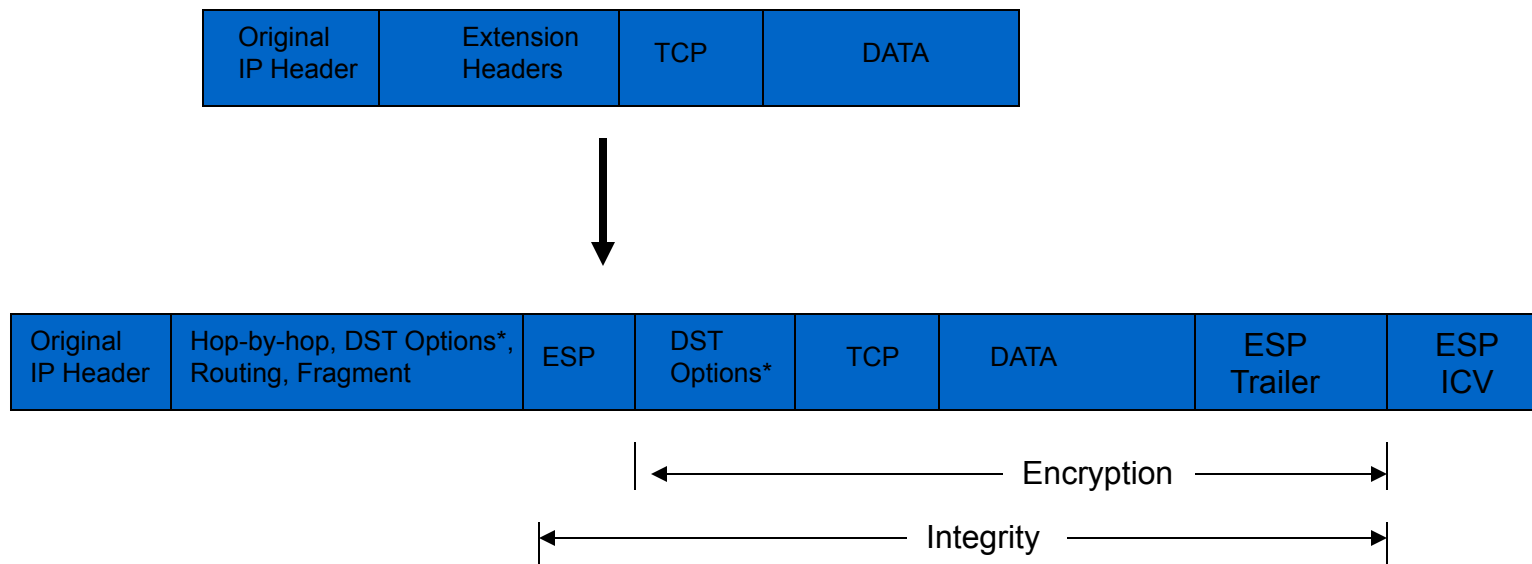 Original
IP Header
Extension
Headers
TCP
DATA
Original
IP Header
Hop-by-hop, DST Options*,
Routing, Fragment
ESP
DST
Options*
TCP
DATA
ESP
Trailer
ESP
ICV
Encryption
Integrity